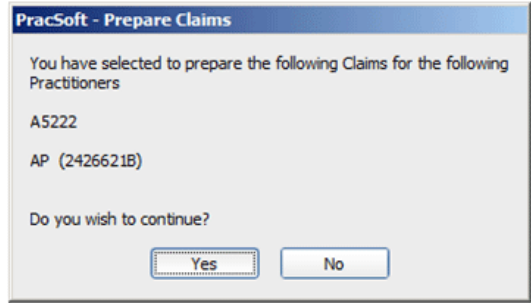 PracSoft - Prepare Claims
You have selected to prepare the following Claims for the following
Practitioners
A5222
AP (2426621B)
Do you wish to continue?
Yes
No